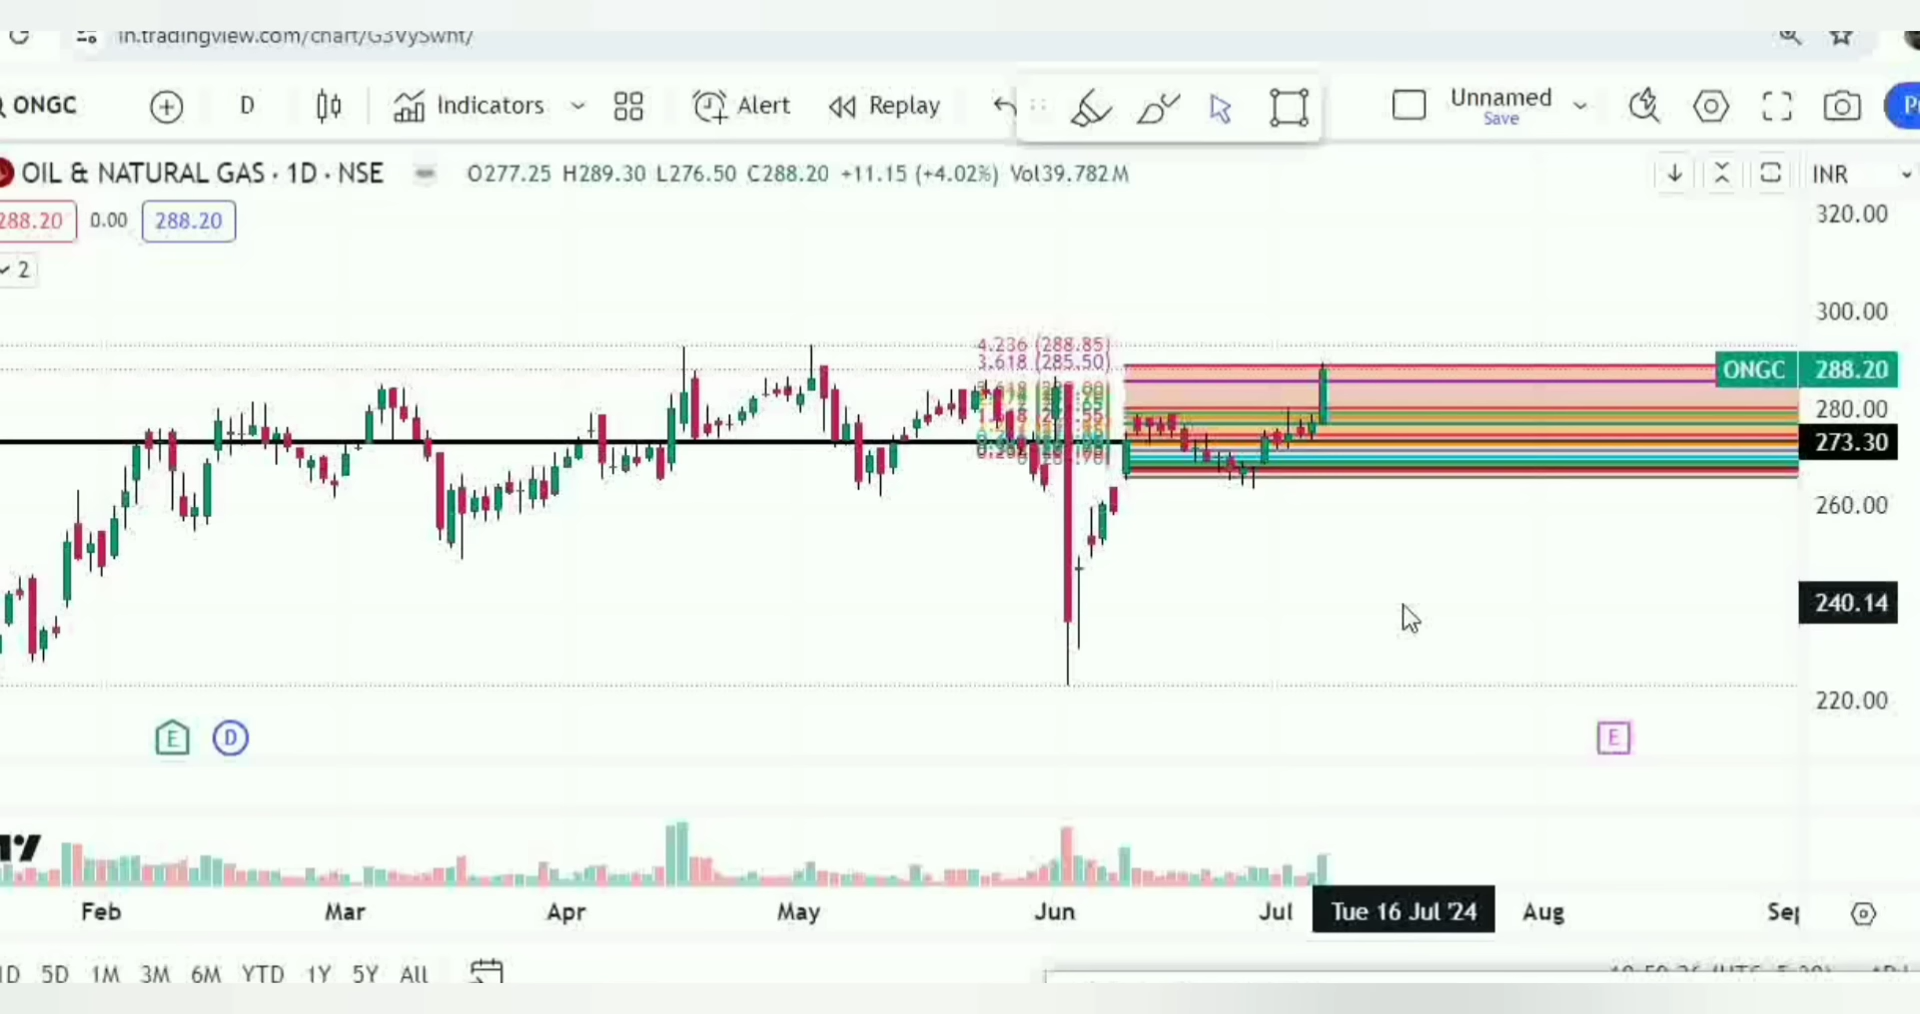 in.tradingview.com/chart/G3VySwht/
ONGC D Indicators Alert Replay Unnamed
Save
OIL & NATURAL GAS · 1D · NSE O277.25 H289.30 L276.50 C288.20 +11.15 (+4.02%) Vol39.782M INR
288.20 0.00 288.20
2
320.00
300.00
4.236 (288.85)
3.618 (285.50)
ONGC 288.20
280.00
273.30
260.00
240.14
220.00
E D E
Feb Mar Apr May Jun Jul Tue 16 Jul '24 Aug Sep
1D 5D 1M 3M 6M YTD 1Y 5Y All